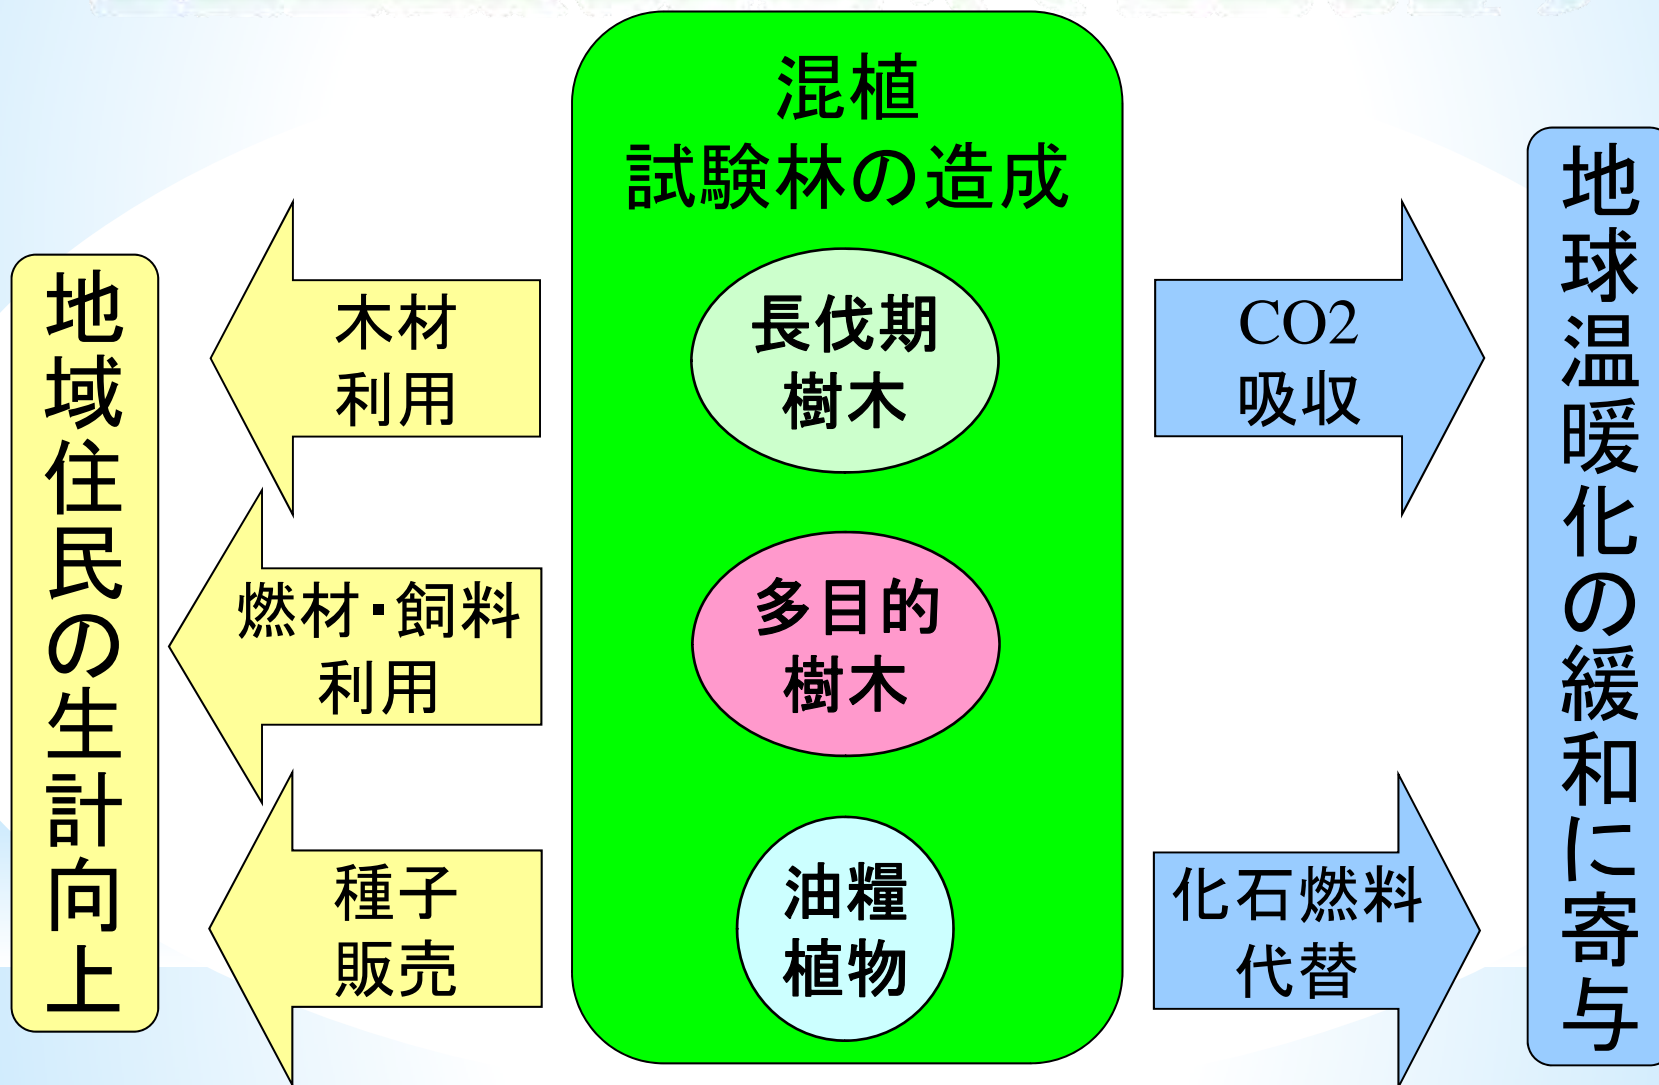 混植
試験林の造成
地域住民の生計向上
木材
利用
長伐期
樹木
CO2
吸収
燃材・飼料
利用
多目的
樹木
種子
販売
油糧
植物
化石燃料
代替
地球温暖化の緩和に寄与